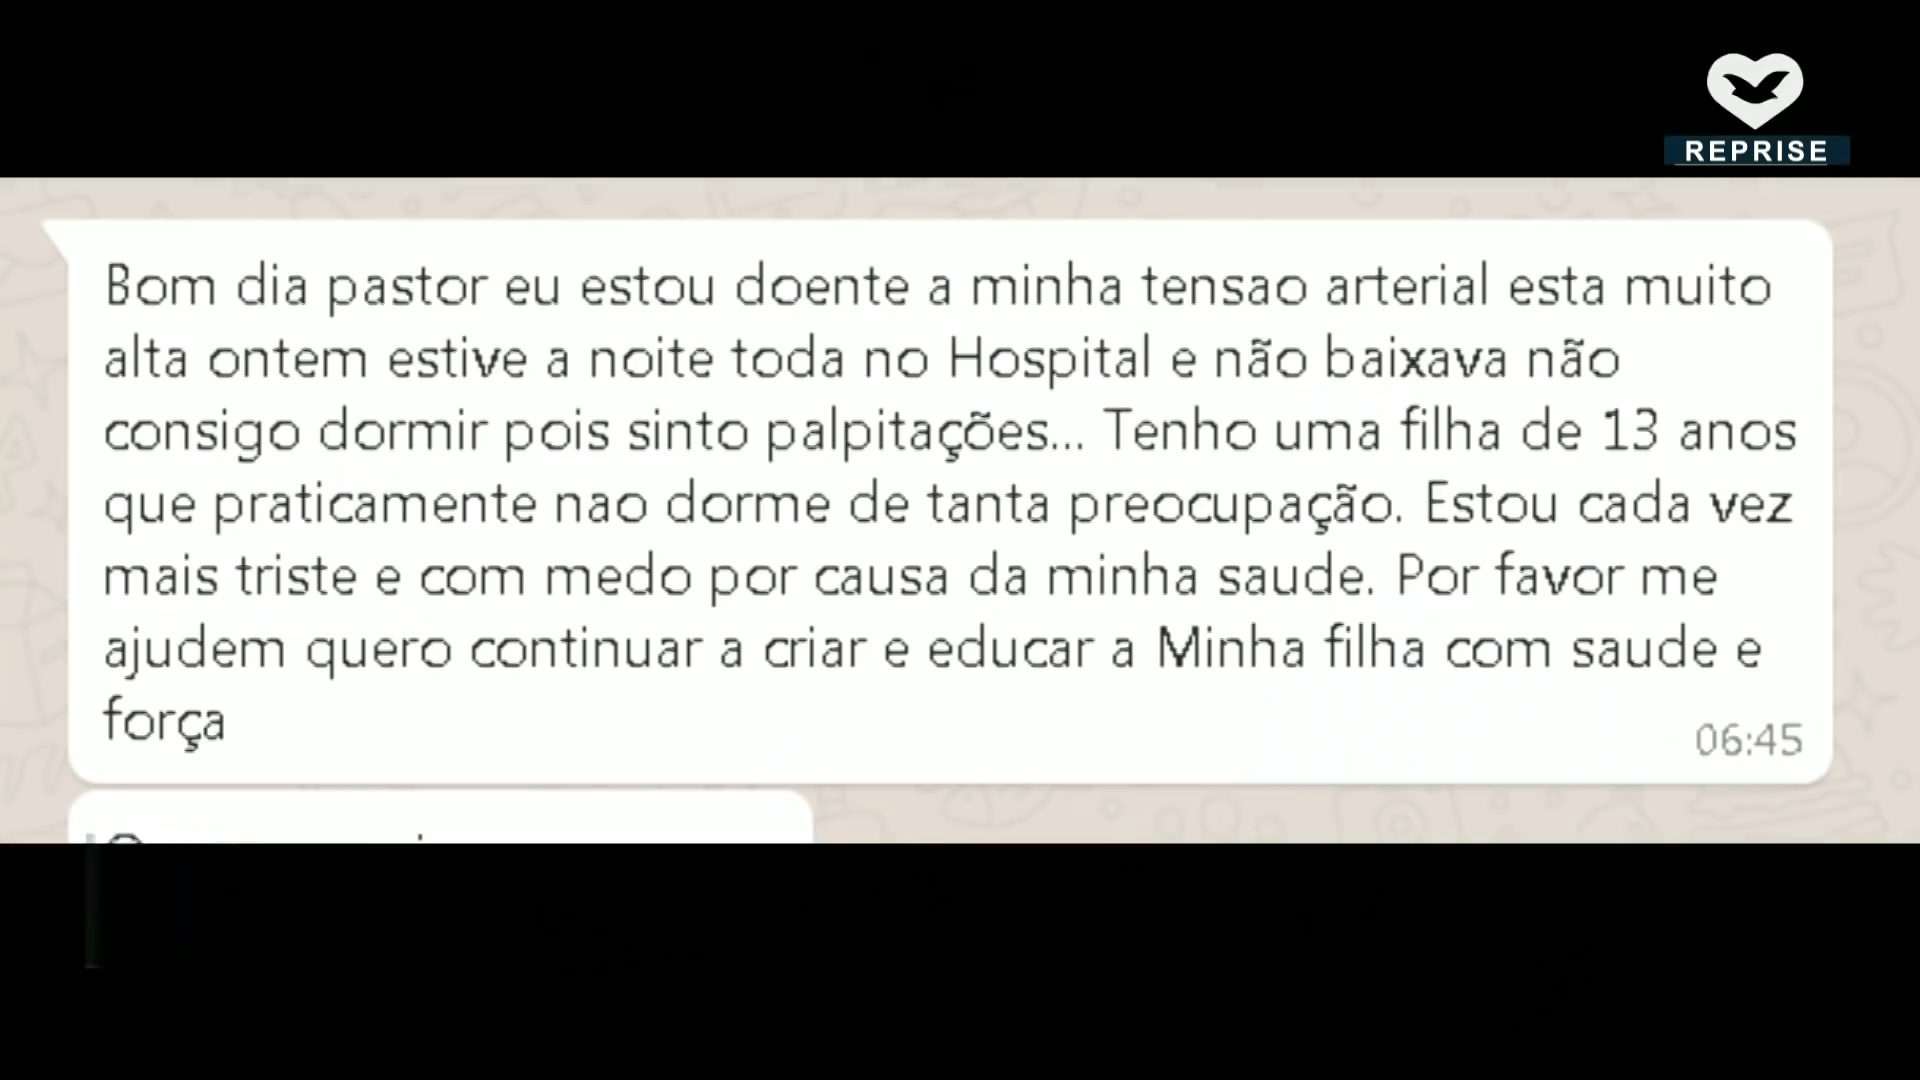 REPRISE
Bom dia pastor eu estou doente a minha tensao arterial esta muito
alta ontem estive a noite toda no Hospital e não baixava não
consigo dormir pois sinto palpitações... Tenho uma filha de 13 anos
que praticamente nao dorme de tanta preocupação. Estou cada vez
mais triste e com medo por causa da minha saude. Por favor me
ajudem quero continuar a criar e educar a Minha filha com saude e
força
06:45